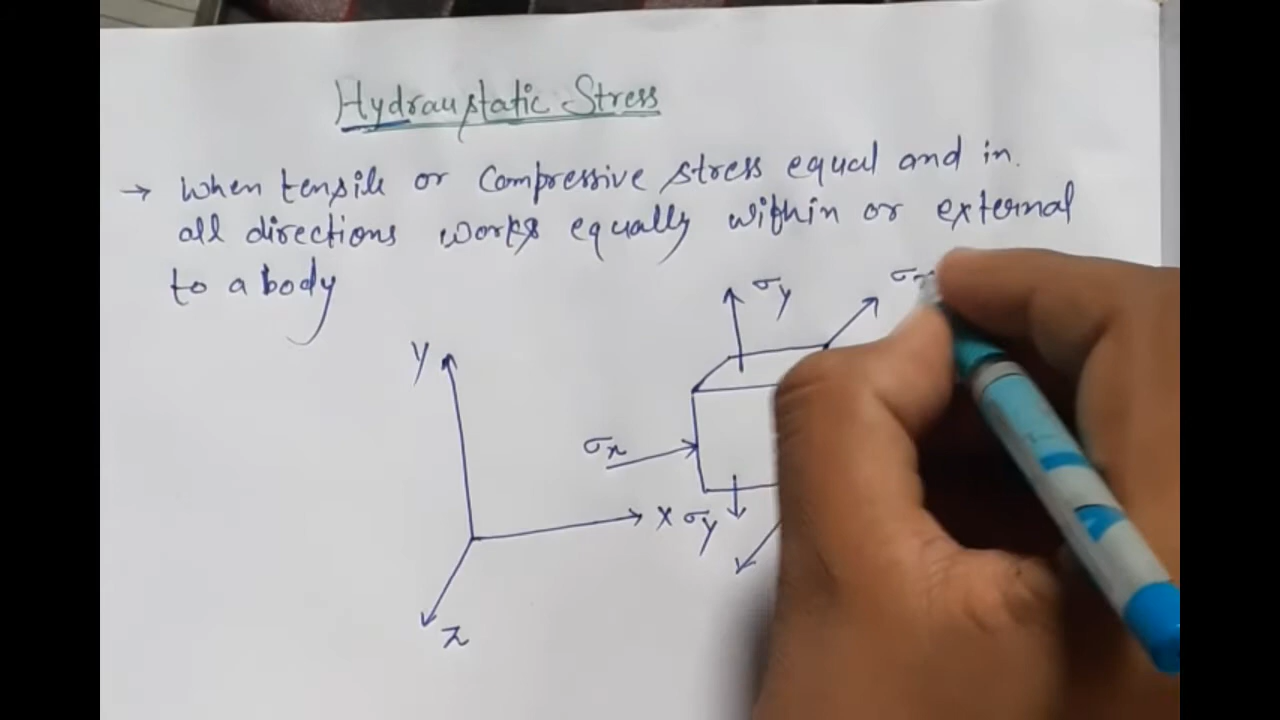 Hydraustatic Stress
→ When tensile or compressive stress equal and in.
all directions works equally within or external
to a body
σy
y
σx
x σy
z